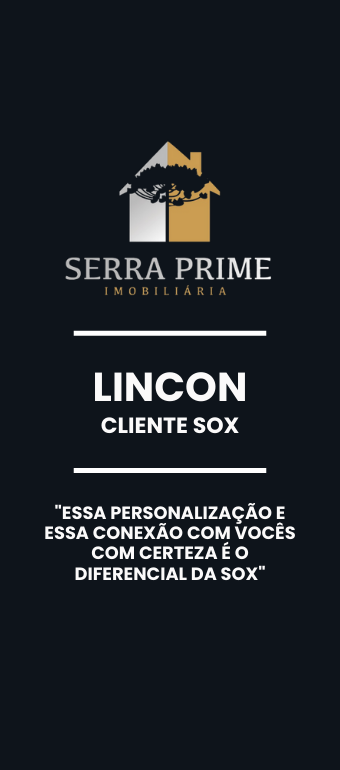 SERRA PRIME
IMOBILIÁRIA
LINCON
CLIENTE SOX
"ESSA PERSONALIZAÇÃO E
ESSA CONEXÃO COM VOCÊS
COM CERTEZA É O
DIFERENCIAL DA SOX"